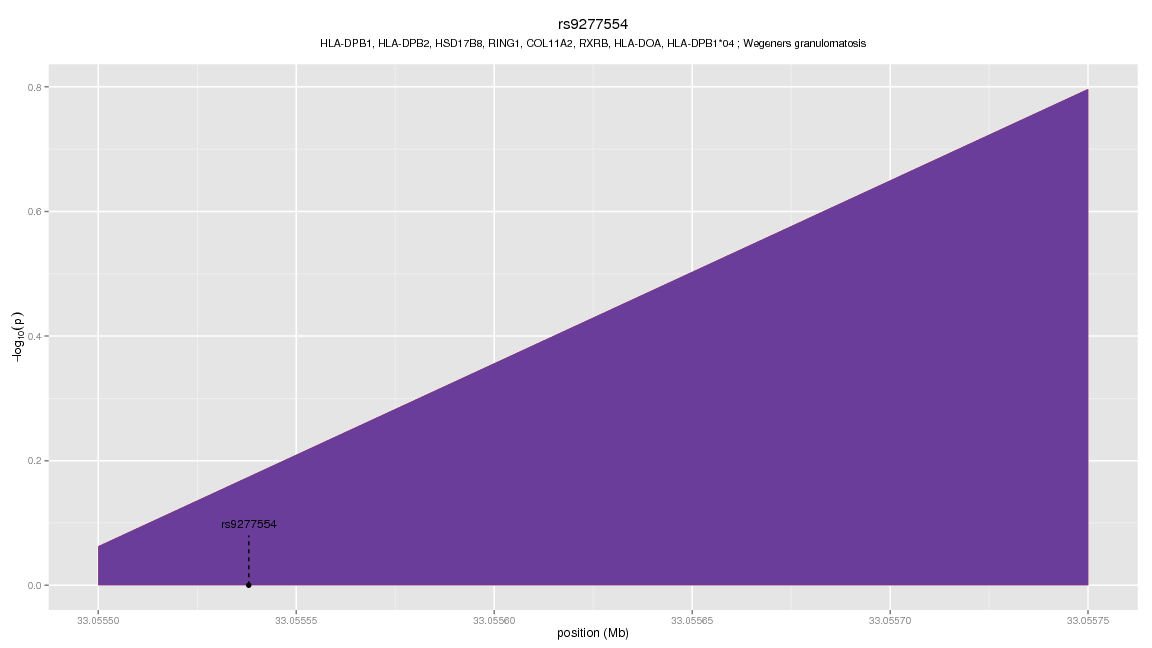 rs9277554
HLA-DPB1, HLA-DPB2, HSD17B8, RING1, COL11A2, RXRB, HLA-DOA, HLA-DPB1*04 ; Wegeners granulomatosis
0.8
0.6
0.4
0.2
0.0
−log10(p)
rs9277554
33.05550 33.05555 33.05560 33.05565 33.05570 33.05575
position (Mb)